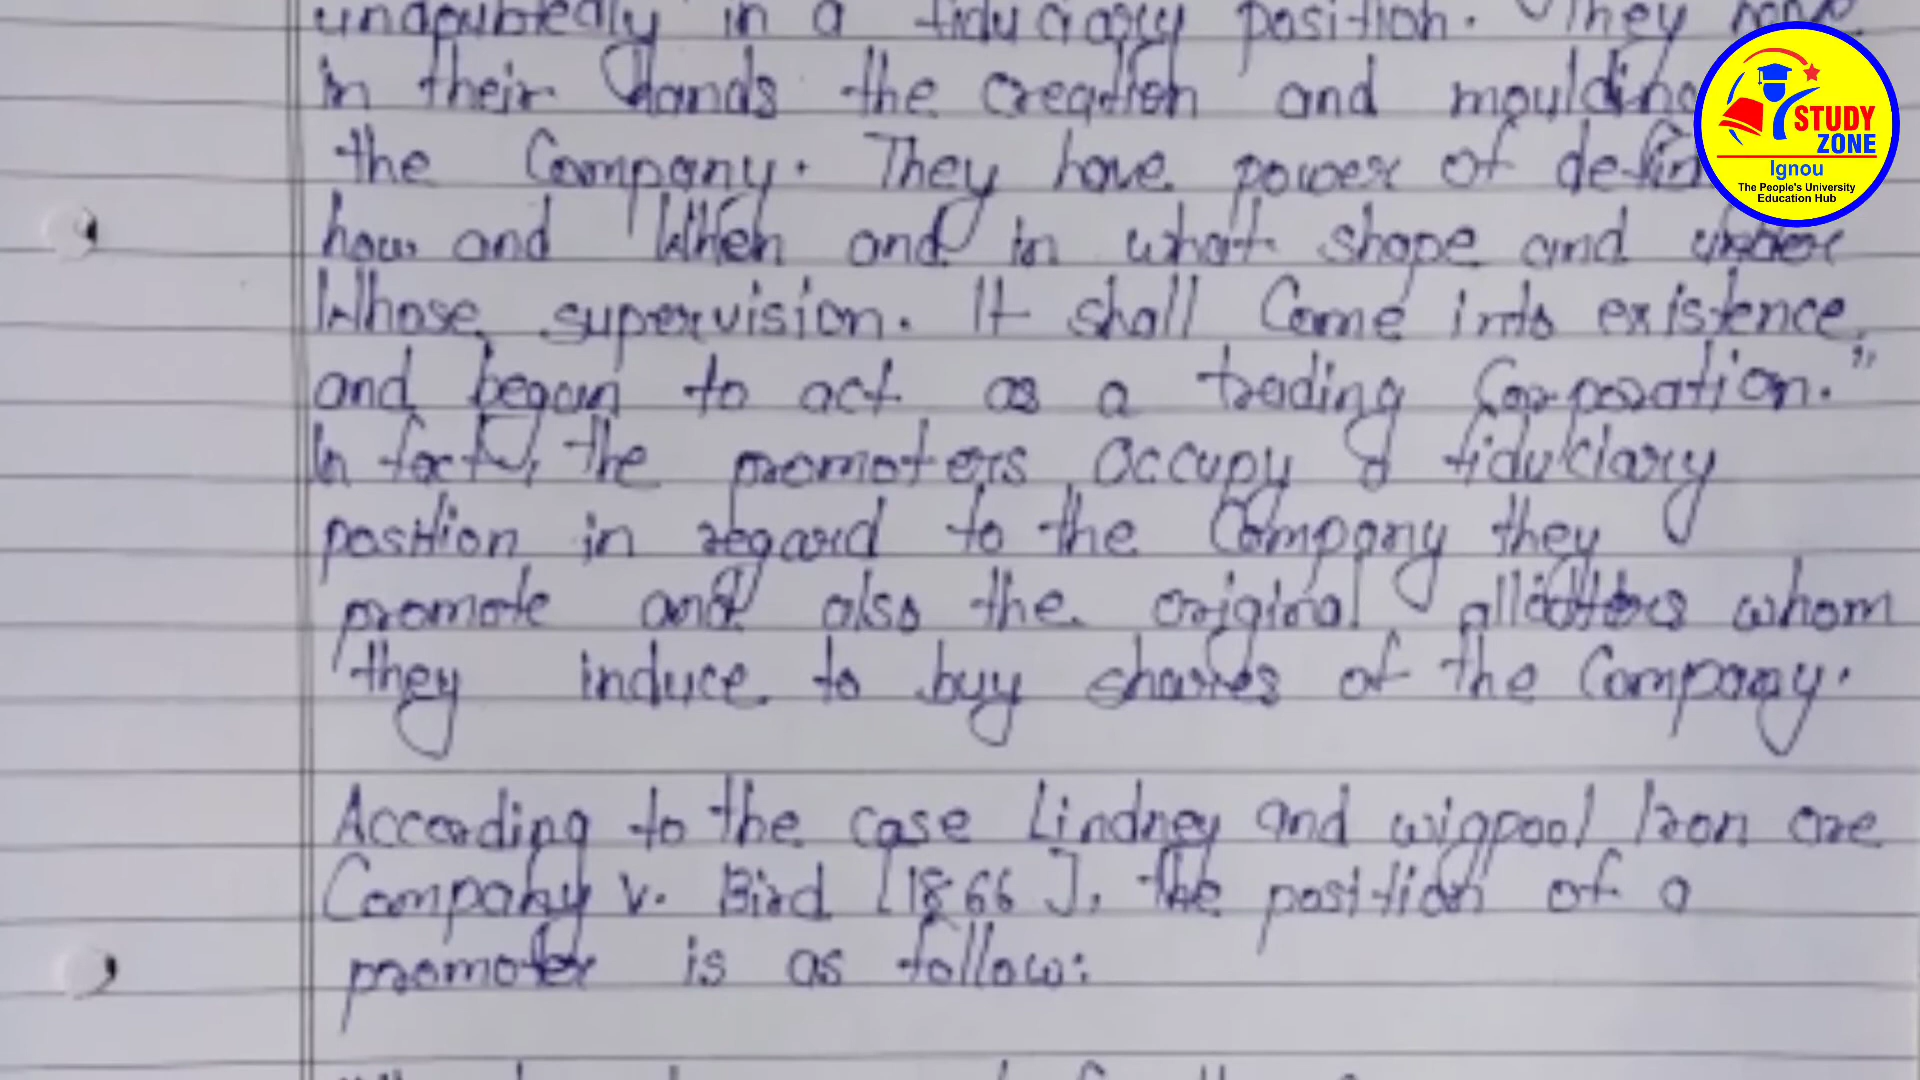 undoubtedly in a fiduciary position. "They have
in their Hands the creation and moulding
the Company. They have power of defin
how and When and in what shape and under
Whose supervision. It shall Come into existence
and began to act as a trading Corporation."
In fact, the promoters occupy a fiduciary
position in regard to the Company they
promote and also the original allotters whom
they induce to buy shares of the Company.
According to the case Lindney and wigpool Iron ore
Company v. Bird [1866], the position of a
promoter is as follow:
STUDY
ZONE
Ignou
The People's University
Education Hub